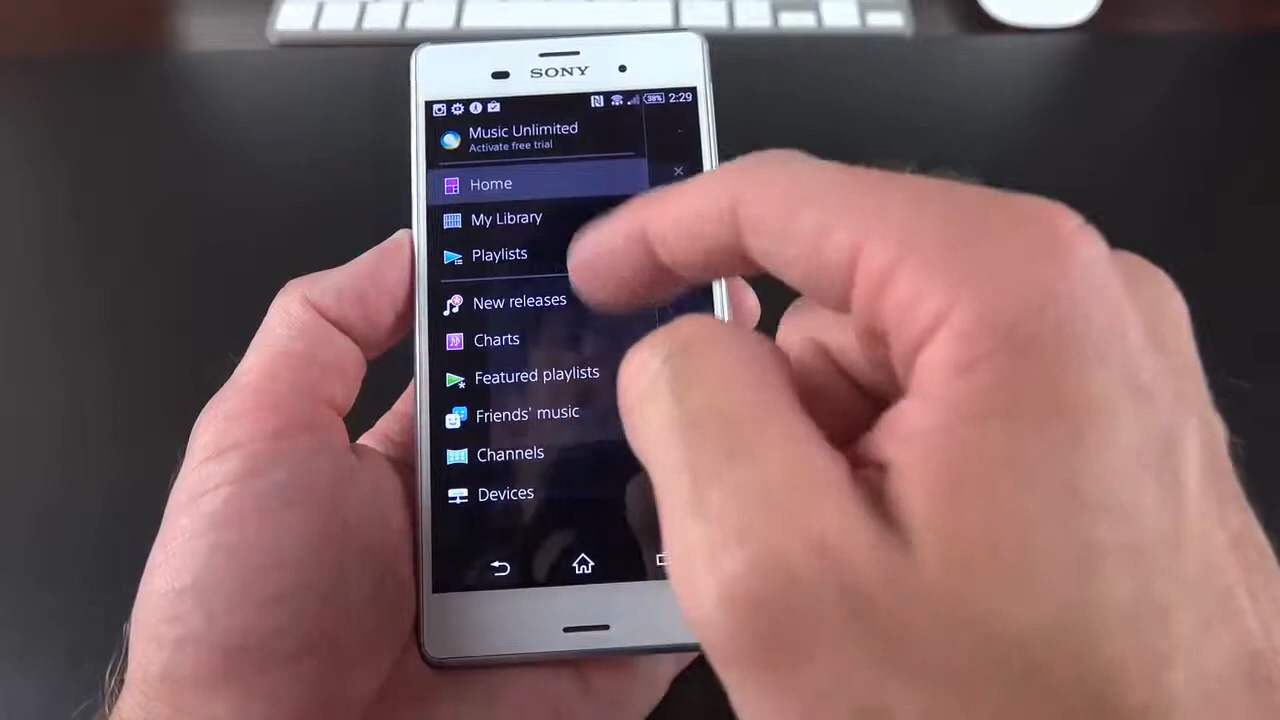 SONY
38% 2:29
Music Unlimited
Activate free trial
Home
My Library
Playlists
New releases
Charts
Featured playlists
Friends' music
Channels
Devices